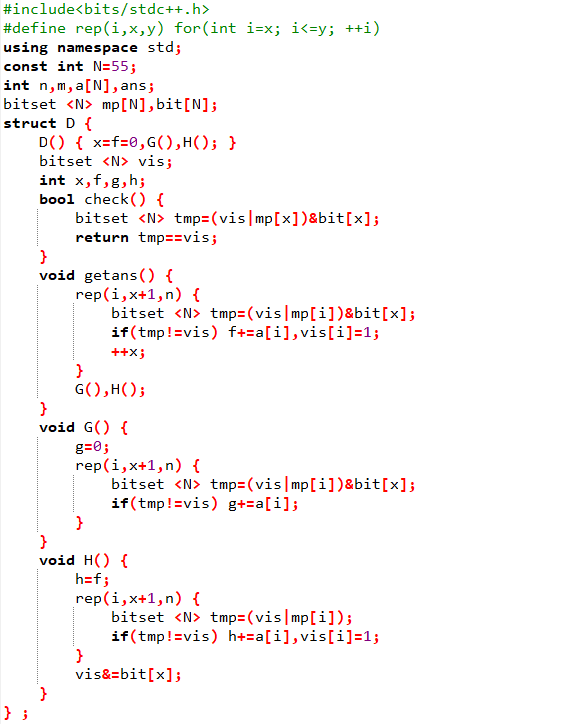 #include<bits/stdc++.h>
#define rep(i,x,y) for(int i=x; i<=y; ++i)
using namespace std;
const int N=55;
int n,m,a[N],ans;
bitset <N> mp[N],bit[N];
struct D {
    D() { x=f=0,G(),H(); }
    bitset <N> vis;
    int x,f,g,h;
    bool check() {
        bitset <N> tmp=(vis|mp[x])&bit[x];
        return tmp==vis;
    }
    void getans() {
        rep(i,x+1,n) {
            bitset <N> tmp=(vis|mp[i])&bit[x];
            if(tmp!=vis) f+=a[i],vis[i]=1;
            ++x;
        }
        G(),H();
    }
    void G() {
        g=0;
        rep(i,x+1,n) {
            bitset <N> tmp=(vis|mp[i])&bit[x];
            if(tmp!=vis) g+=a[i];
        }
    }
    void H() {
        h=f;
        rep(i,x+1,n) {
            bitset <N> tmp=(vis|mp[i]);
            if(tmp!=vis) h+=a[i],vis[i]=1;
        }
        vis&=bit[x];
    }
} ;